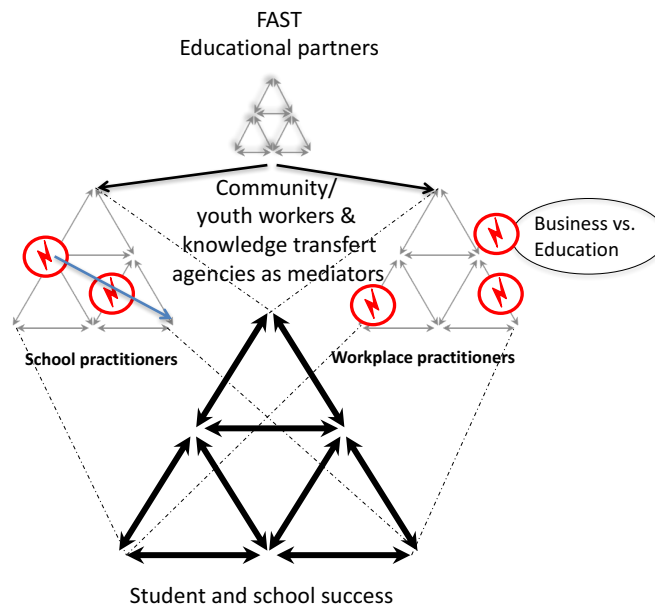 FAST
Educational partners
Community/
youth workers &
knowledge transfert
agencies as mediators
Business vs.
Education
School practitioners
Workplace practitioners
Student and school success